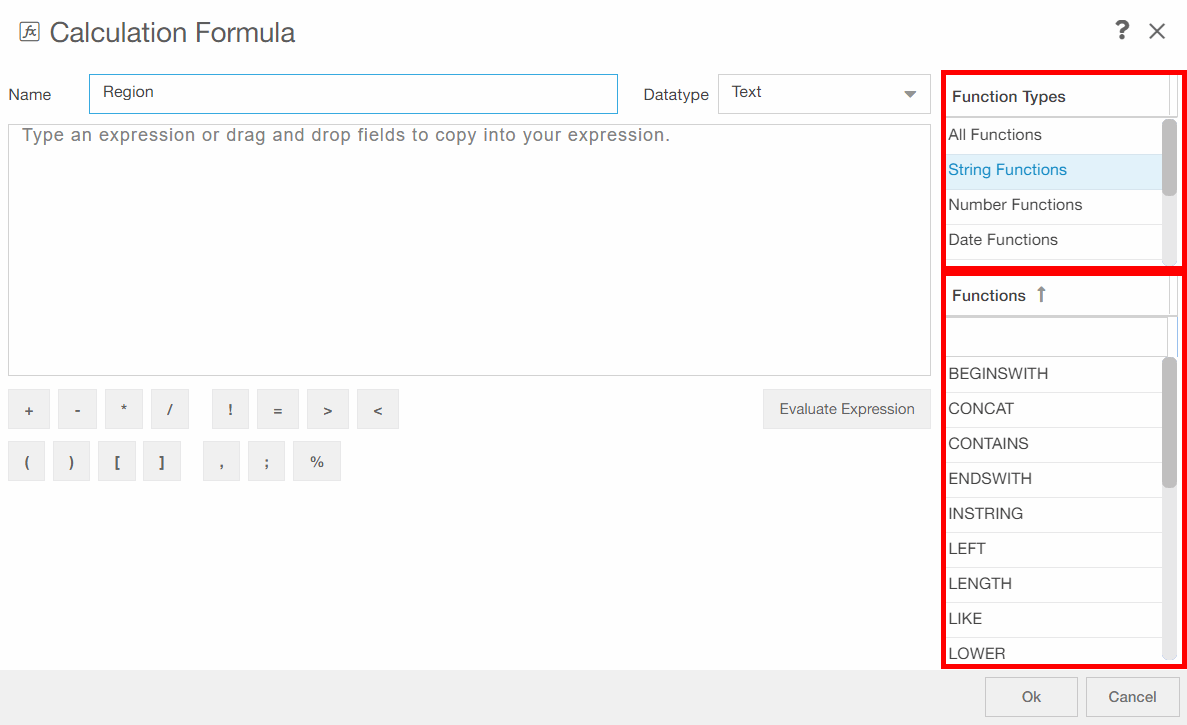 fx Calculation Formula ?
Name Region Datatype Text
Type an expression or drag and drop fields to copy into your expression.
+ - * / ! = > < Evaluate Expression
( ) [ ] , ; %
Function Types
All Functions
String Functions
Number Functions
Date Functions
Functions ↑
BEGINSWITH
CONCAT
CONTAINS
ENDSWITH
INSTRING
LEFT
LENGTH
LIKE
LOWER
Ok Cancel